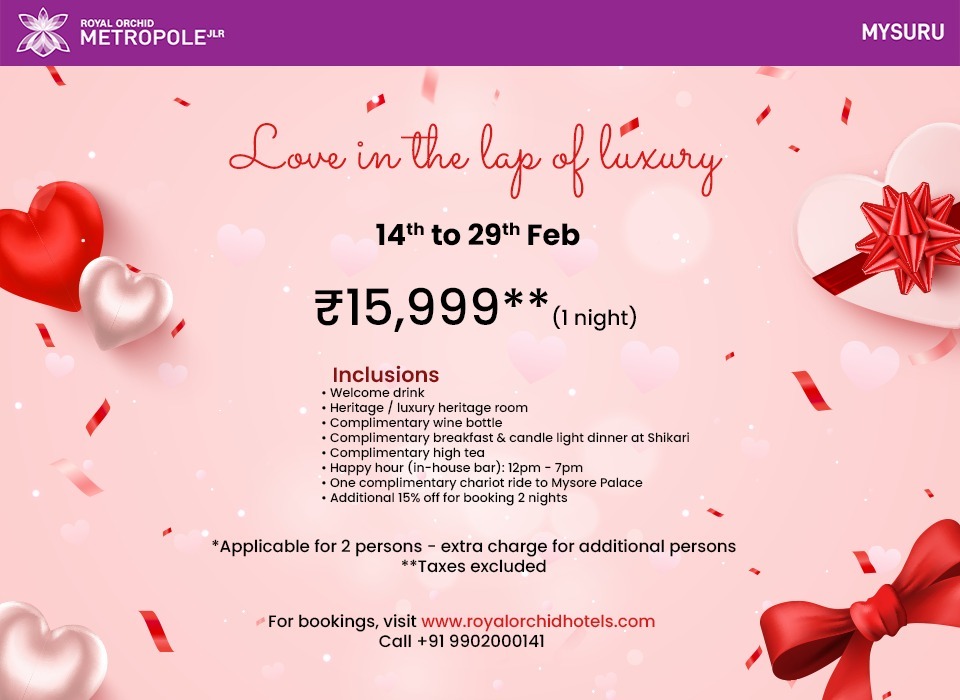 ROYAL ORCHID
METROPOLE JLR
MYSURU
Love in the lap of luxury
14th to 29th Feb
₹15,999** (1 night)
Inclusions
• Welcome drink
• Heritage / luxury heritage room
• Complimentary wine bottle
• Complimentary breakfast & candle light dinner at Shikari
• Complimentary high tea
• Happy hour (in-house bar): 12pm - 7pm
• One complimentary chariot ride to Mysore Palace
• Additional 15% off for booking 2 nights
*Applicable for 2 persons - extra charge for additional persons
**Taxes excluded
For bookings, visit www.royalorchidhotels.com
Call +91 9902000141